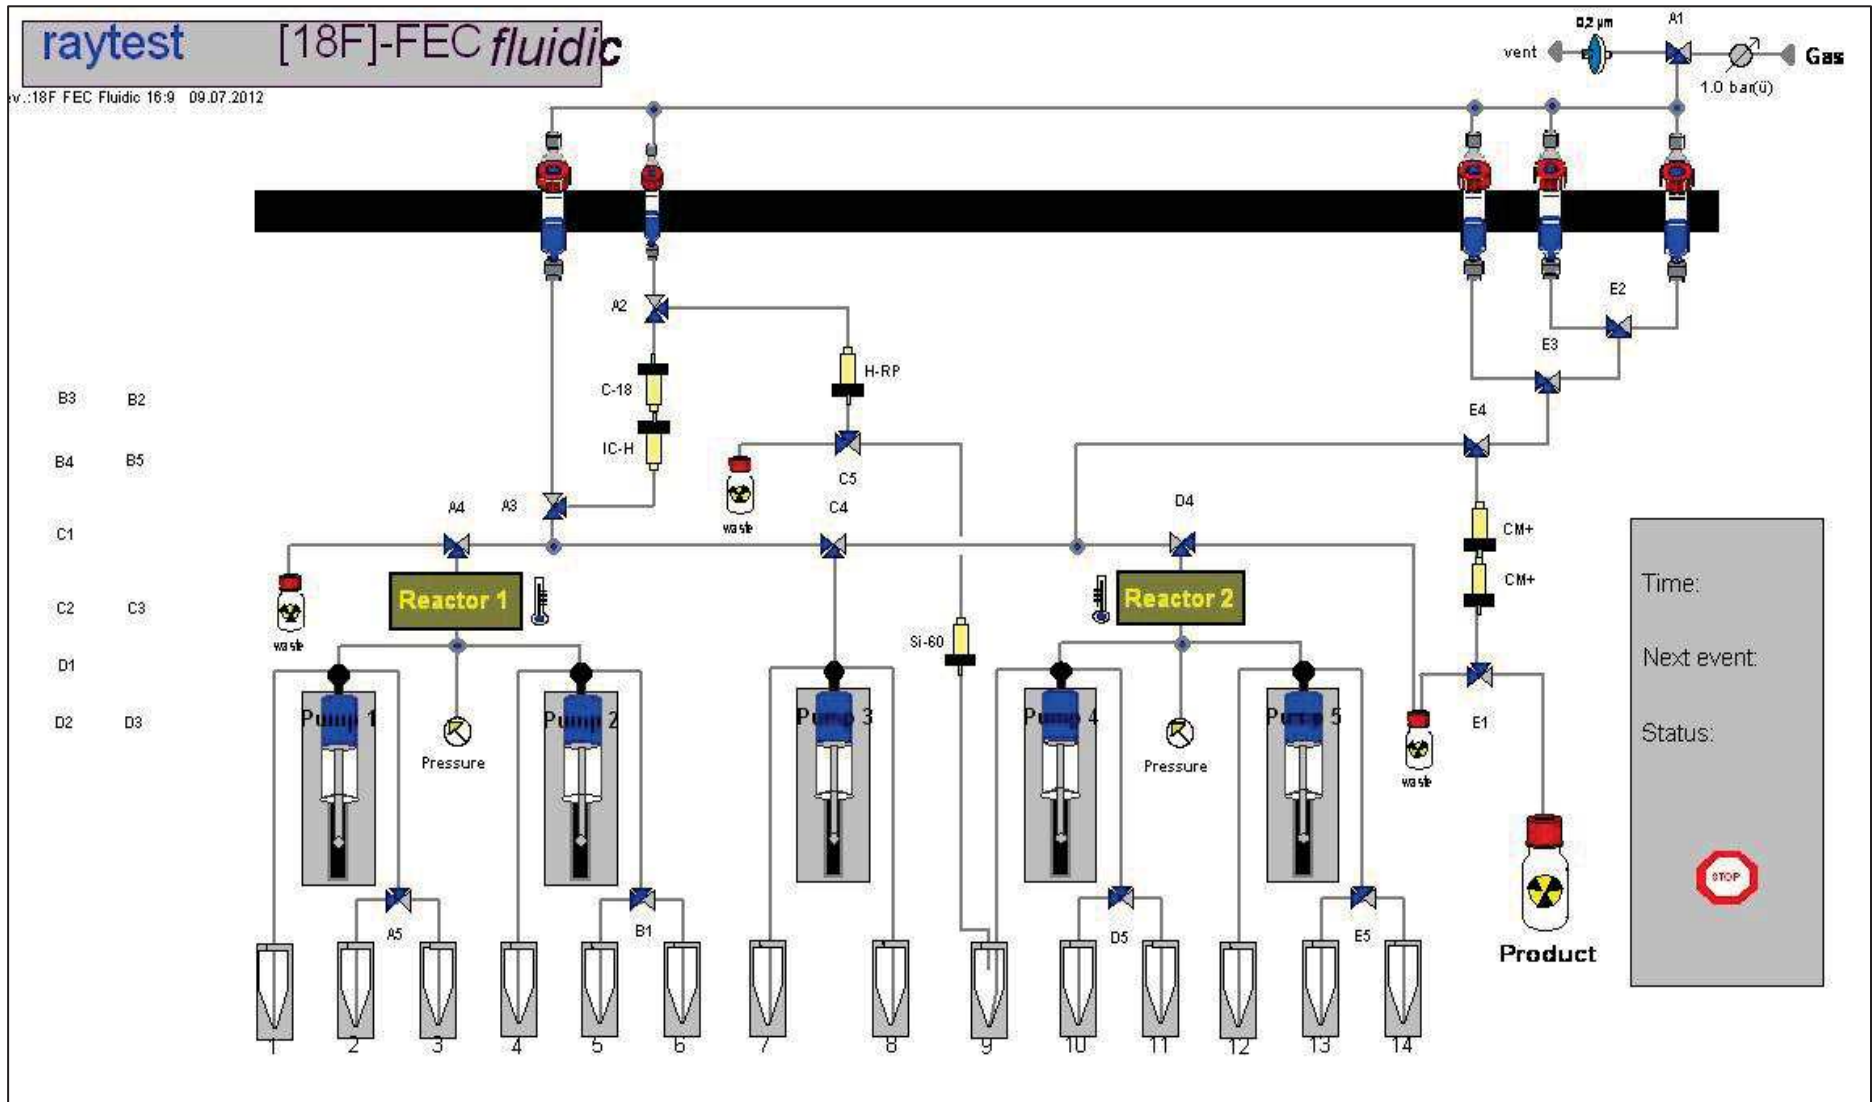 raytest [18F]-FEC fluidic
ev.:18F FEC Fluidic 16:9 09.07.2012
0,2 µm
A1
vent
Gas
1.0 bar(ü)
A2
E2
E3
H-RP
C-18
B3 B2
E4
IC-H
B4 B5
C5
A4 A3 C4 D4
waste
C1
CM+
Reactor 1
Reactor 2
CM+
Time:
C2 C3
waste
Si-60
D1
Next event:
Pump 1
Pump 2
Pump 3
Pump 4
Pump 5
D2 D3
E1
Status:
Pressure
Pressure
waste
STOP
A5
B1
D5
E5
Product
1 2 3 4 5 6 7 8 9 10 11 12 13 14